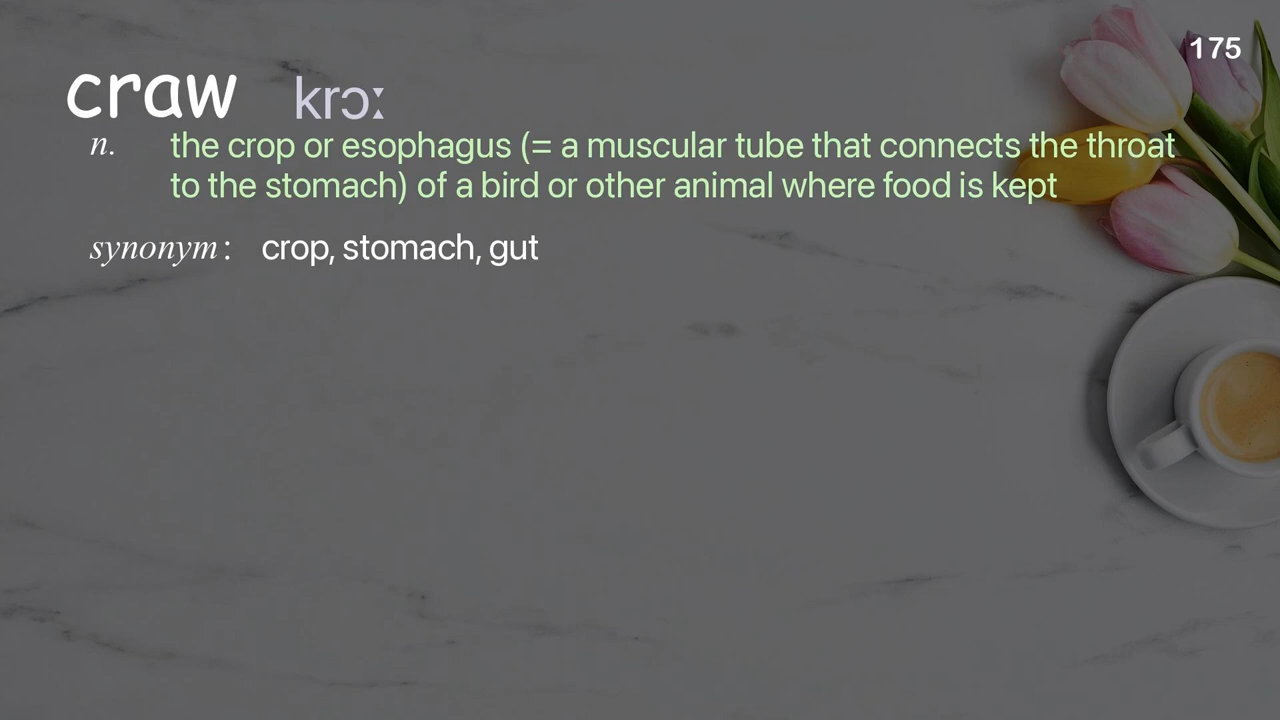 175
craw krɔː
n. the crop or esophagus (= a muscular tube that connects the throat
to the stomach) of a bird or other animal where food is kept
synonym: crop, stomach, gut